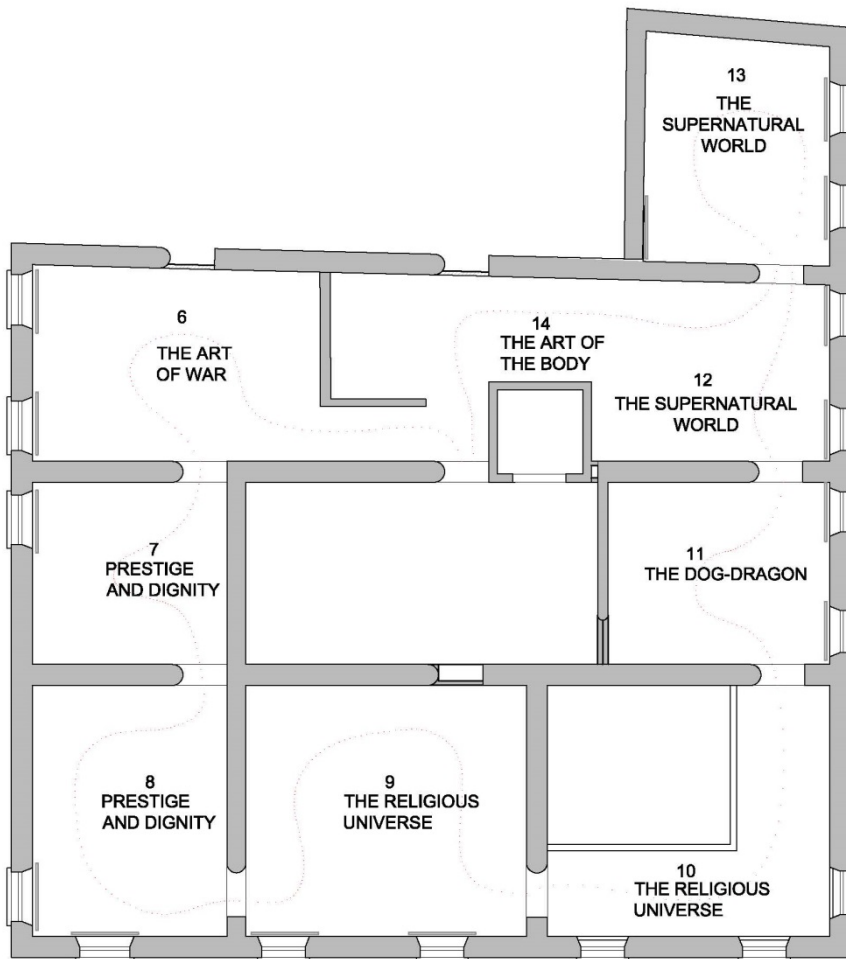 13
THE
SUPERNATURAL
WORLD
6
THE ART
OF WAR
14
THE ART OF
THE BODY
12
THE SUPERNATURAL
WORLD
7
PRESTIGE
AND DIGNITY
11
THE DOG-DRAGON
8
PRESTIGE
AND DIGNITY
9
THE RELIGIOUS
UNIVERSE
10
THE RELIGIOUS
UNIVERSE